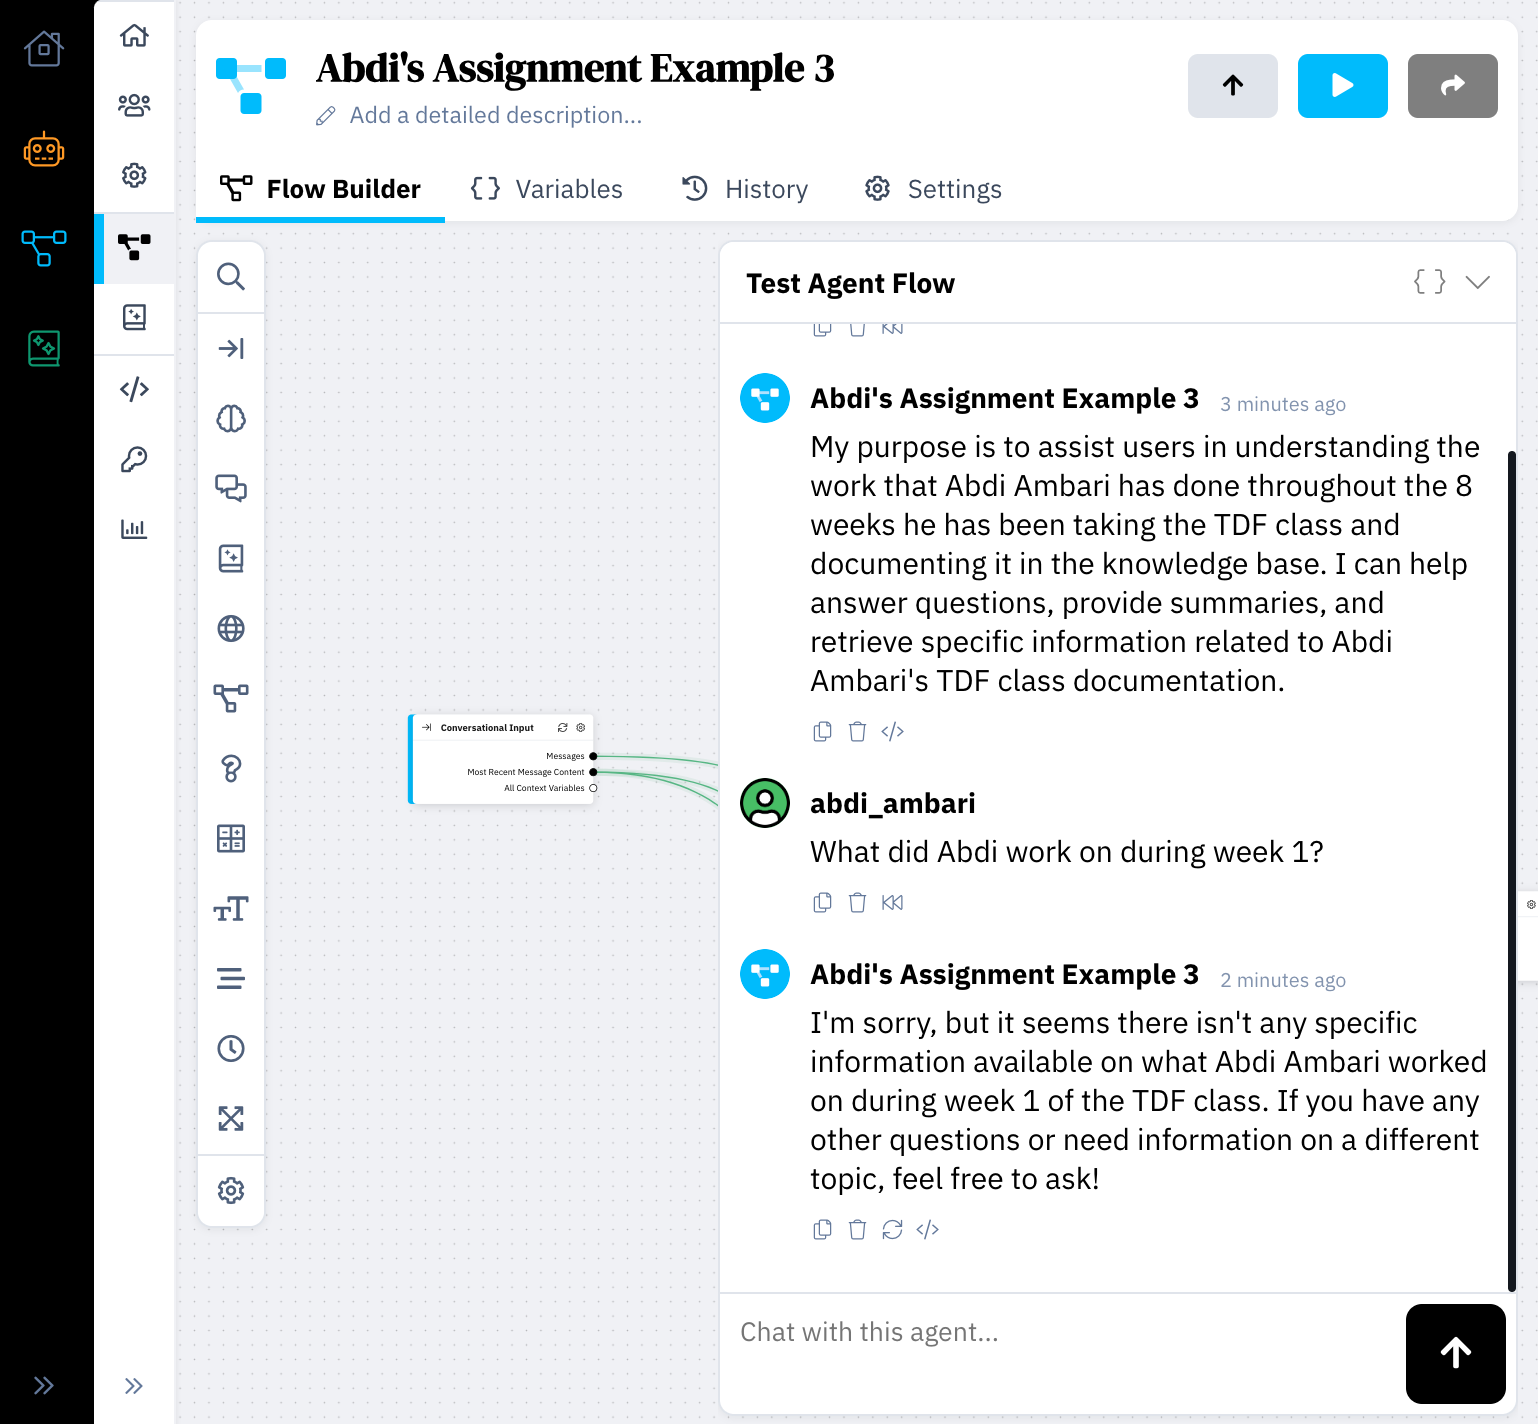 Abdi's Assignment Example 3
Add a detailed description...
Flow Builder
Variables
History
Settings
Test Agent Flow
Abdi's Assignment Example 3 3 minutes ago
My purpose is to assist users in understanding the
work that Abdi Ambari has done throughout the 8
weeks he has been taking the TDF class and
documenting it in the knowledge base. I can help
answer questions, provide summaries, and
retrieve specific information related to Abdi
Ambari's TDF class documentation.
Conversational Input
Messages
Most Recent Message Content
All Context Variables
abdi_ambari
What did Abdi work on during week 1?
Abdi's Assignment Example 3 2 minutes ago
I'm sorry, but it seems there isn't any specific
information available on what Abdi Ambari worked
on during week 1 of the TDF class. If you have any
other questions or need information on a different
topic, feel free to ask!
Chat with this agent...